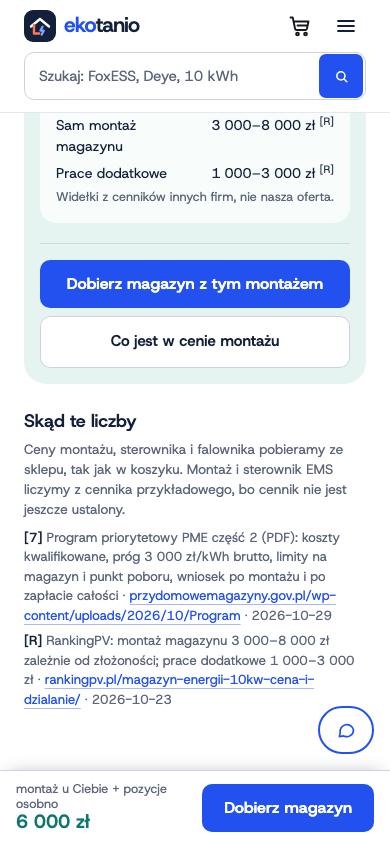 ekotanio
Szukaj: FoxESS, Deye, 10 kWh
Sam montaż 3 000–8 000 zł [R]
magazynu
Prace dodatkowe 1 000–3 000 zł [R]
Widełki z cenników innych firm, nie nasza oferta.
Dobierz magazyn z tym montażem
Co jest w cenie montażu
Skąd te liczby
Ceny montażu, sterownika i falownika pobieramy ze
sklepu, tak jak w koszyku. Montaż i sterownik EMS
liczymy z cennika przykładowego, bo cennik nie jest
jeszcze ustalony.
[7] Program priorytetowy PME część 2 (PDF): koszty
kwalifikowane, próg 3 000 zł/kWh brutto, limity na
magazyn i punkt poboru, wniosek po montażu i po
zapłacie całości · przydomowemagazyny.gov.pl/wp-
content/uploads/2026/10/Program · 2026-10-29
[R] RankingPV: montaż magazynu 3 000–8 000 zł
zależnie od złożoności; prace dodatkowe 1 000–3 000
zł · rankingpv.pl/magazyn-energii-10kw-cena-i-
dzialanie/ · 2026-10-23
montaż u Ciebie + pozycje
osobno
6 000 zł
Dobierz magazyn